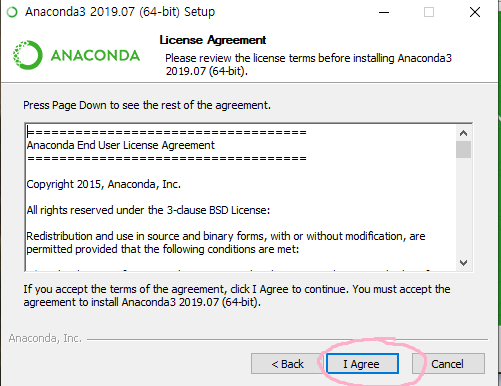 Anaconda3 2019.07 (64-bit) Setup
License Agreement
Please review the license terms before installing Anaconda3
2019.07 (64-bit).
ANACONDA
Press Page Down to see the rest of the agreement.
===================================
Anaconda End User License Agreement
===================================
Copyright 2015, Anaconda, Inc.
All rights reserved under the 3-clause BSD License:
Redistribution and use in source and binary forms, with or without modification, are
permitted provided that the following conditions are met:
If you accept the terms of the agreement, click I Agree to continue. You must accept the
agreement to install Anaconda3 2019.07 (64-bit).
Anaconda, Inc.
< Back
I Agree
Cancel